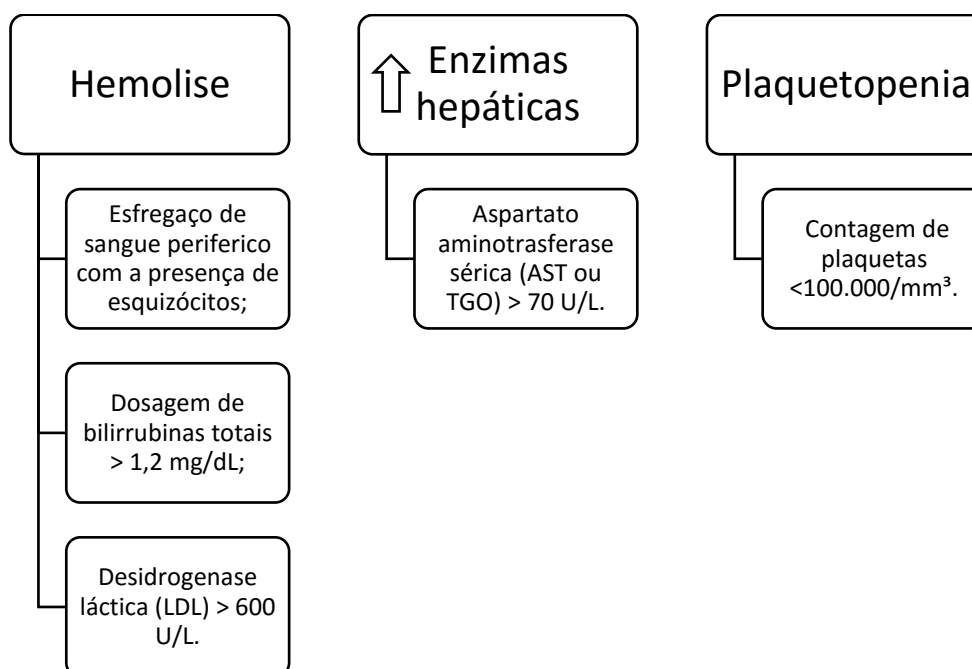 Hemolise
Esfregaço de
sangue periferico
com a presença de
esquizócitos;
Dosagem de
bilirrubinas totais
> 1,2 mg/dL;
Desidrogenase
láctica (LDL) > 600
U/L.
Enzimas
hepáticas
Aspartato
aminotrasferase
sérica (AST ou
TGO) > 70 U/L.
Plaquetopenia
Contagem de
plaquetas
<100.000/mm³.